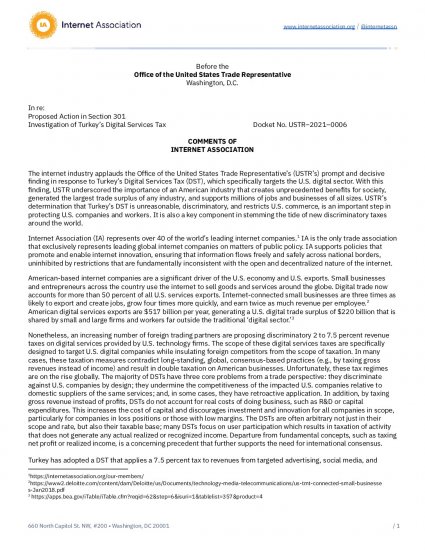 IA Internet Association
www.internetassociation.org / @internetassn
Before the
Office of the United States Trade Representative
Washington, D.C.
In re:
Proposed Action in Section 301
Investigation of Turkey's Digital Services Tax Docket No. USTR–2021–0006
COMMENTS OF
INTERNET ASSOCIATION
The internet industry applauds the Office of the United States Trade Representative's (USTR's) prompt and decisive
finding in response to Turkey's Digital Services Tax (DST), which specifically targets the U.S. digital sector. With this
finding, USTR underscored the importance of an American industry that creates unprecedented benefits for society,
generated the largest trade surplus of any industry, and supports millions of jobs and businesses of all sizes. USTR's
determination that Turkey's DST is unreasonable, discriminatory, and restricts U.S. commerce, is an important step in
protecting U.S. companies and workers. It is also a key component in stemming the tide of new discriminatory taxes
around the world.
Internet Association (IA) represents over 40 of the world's leading internet companies.¹ IA is the only trade association
that exclusively represents leading global internet companies on matters of public policy. IA supports policies that
promote and enable internet innovation, ensuring that information flows freely and safely across national borders,
uninhibited by restrictions that are fundamentally inconsistent with the open and decentralized nature of the internet.
American-based internet companies are a significant driver of the U.S. economy and U.S. exports. Small businesses
and entrepreneurs across the country use the internet to sell goods and services around the globe. Digital trade now
accounts for more than 50 percent of all U.S. services exports. Internet-connected small businesses are three times as
likely to export and create jobs, grow four times more quickly, and earn twice as much revenue per employee.²
American digital services exports are $517 billion per year, generating a U.S. digital trade surplus of $220 billion that is
shared by small and large firms and workers far outside the traditional 'digital sector.'³
Nonetheless, an increasing number of foreign trading partners are proposing discriminatory 2 to 7.5 percent revenue
taxes on digital services provided by U.S. technology firms. The scope of these digital services taxes are specifically
designed to target U.S. digital companies while insulating foreign competitors from the scope of taxation. In many
cases, these taxation measures contradict long-standing, global, consensus-based practices (e.g., by taxing gross
revenues instead of income) and result in double taxation on American businesses. Unfortunately, these tax regimes
are on the rise globally. The majority of DSTs have three core problems from a trade perspective: they discriminate
against U.S. companies by design; they undermine the competitiveness of the impacted U.S. companies relative to
domestic suppliers of the same services; and, in some cases, they have retroactive application. In addition, by taxing
gross revenue instead of profits, DSTs do not account for real costs of doing business, such as R&D or capital
expenditures. This increases the cost of capital and discourages investment and innovation for all companies in scope,
particularly for companies in loss positions or those with low margins. The DSTs are often arbitrary not just in their
scope and rate, but also their taxable base; many DSTs focus on user participation which results in taxation of activity
that does not generate any actual realized or recognized income. Departure from fundamental concepts, such as taxing
net profit or realized income, is a concerning precedent that further supports the need for international consensus.
Turkey has adopted a DST that applies a 7.5 percent tax to revenues from targeted advertising, social media, and
¹https://internetassociation.org/our-members/
²https://www2.deloitte.com/content/dam/Deloitte/us/Documents/technology-media-telecommunications/us-tmt-connected-small-businesse
s-Jan2018.pdf
³ https://apps.bea.gov/iTable/iTable.cfm?reqid=62&step=6&isuri=1&tablelist=357&product=4
660 North Capitol St. NW, #200 • Washington, DC 20001 / 1